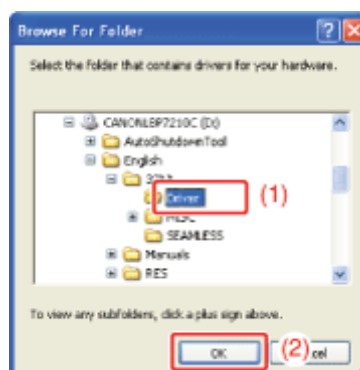 Browse For Folder
Select the folder that contains drivers for your hardware.
CANONLBP7210C (D:)
AutoShutdownTool
English
Driver
(1)
MISC
SEAMLESS
Manuals
RES
To view any subfolders, click a plus sign above.
OK (2) cel